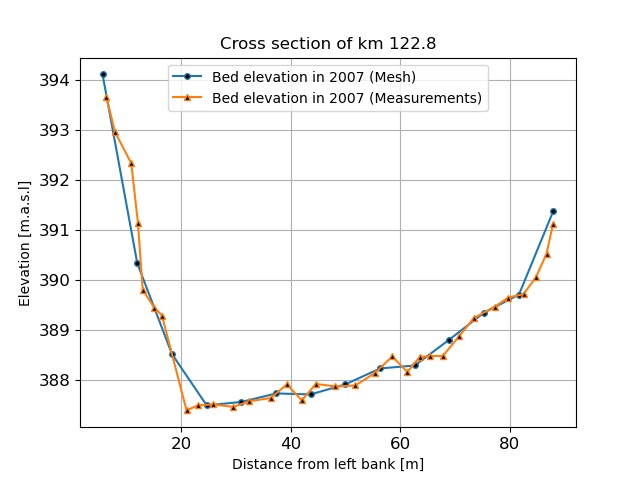 Cross section of km 122.8
Bed elevation in 2007 (Mesh)
Bed elevation in 2007 (Measurements)
Elevation [m.a.s.l]
394
393
392
391
390
389
388
20 40 60 80
Distance from left bank [m]